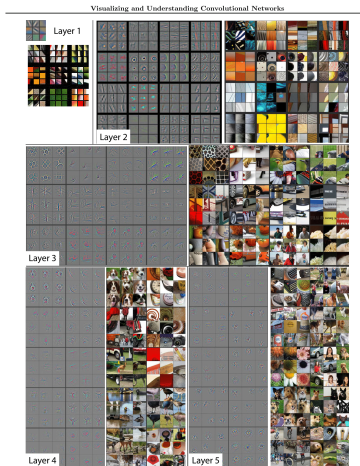 Visualizing and Understanding Convolutional Networks
Layer 1
Layer 2
Layer 3
Layer 4
Layer 5